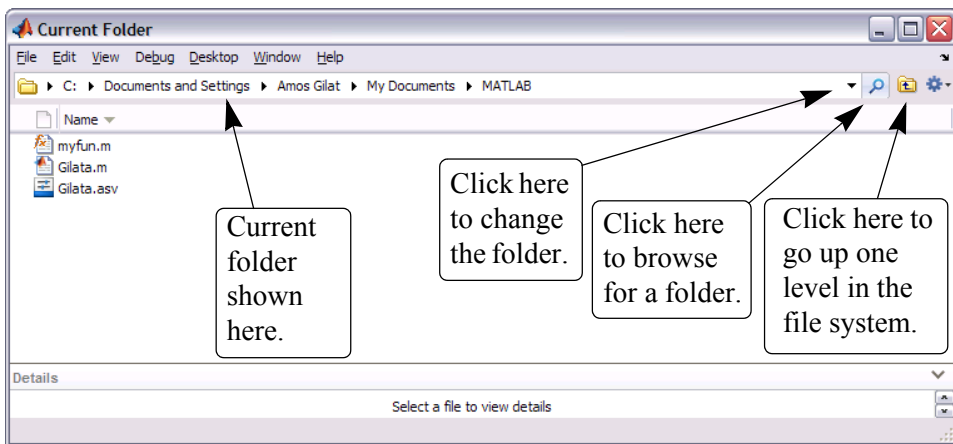 Current Folder
File Edit View Debug Desktop Window Help
C: Documents and Settings Amos Gilat My Documents MATLAB
Name
myfun.m
Gilata.m
Gilata.asv
Current
folder
shown
here.
Click here
to change
the folder.
Click here
to browse
for a folder.
Click here to
go up one
level in the
file system.
Details
Select a file to view details